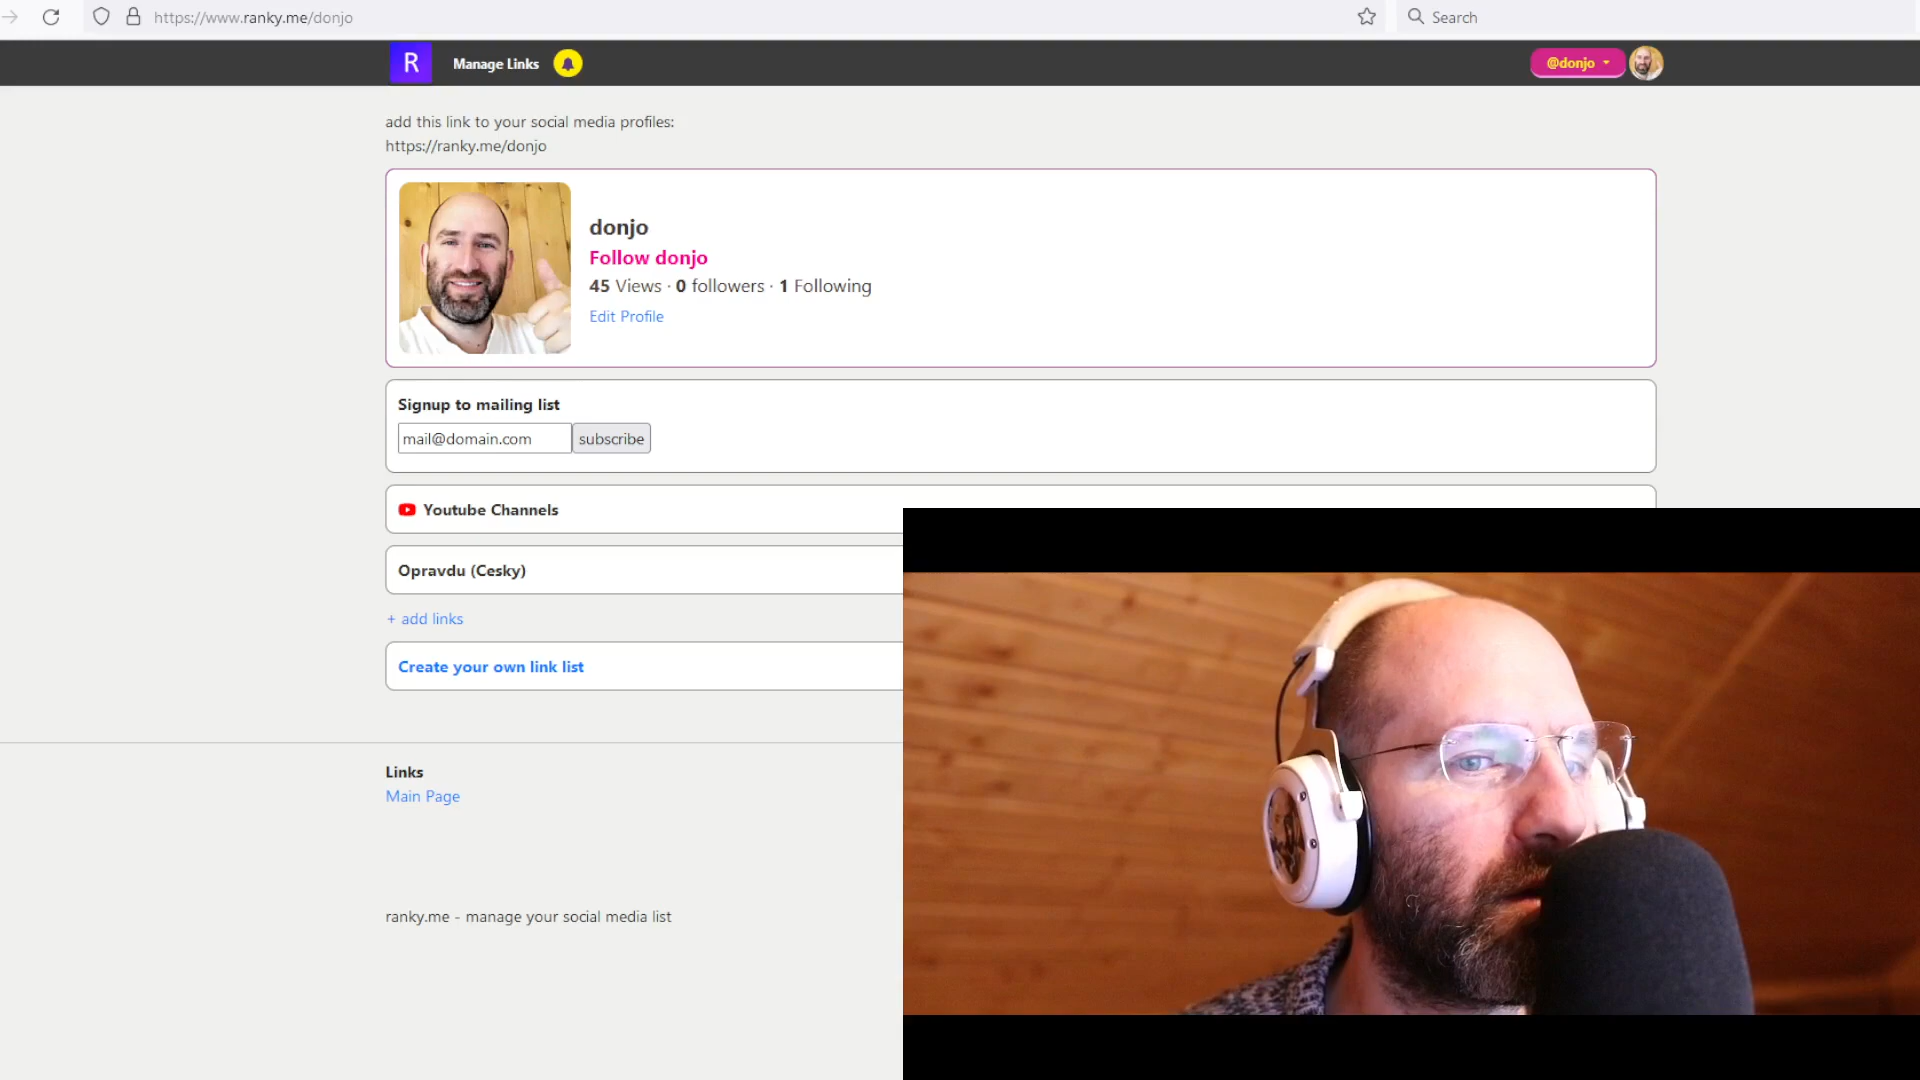 https://www.ranky.me/donjo
Search
R
Manage Links
@donjo
add this link to your social media profiles:
https://ranky.me/donjo
donjo
Follow donjo
45 Views · 0 followers · 1 Following
Edit Profile
Signup to mailing list
mail@domain.com
subscribe
Youtube Channels
Opravdu (Cesky)
+ add links
Create your own link list
Links
Main Page
ranky.me - manage your social media list